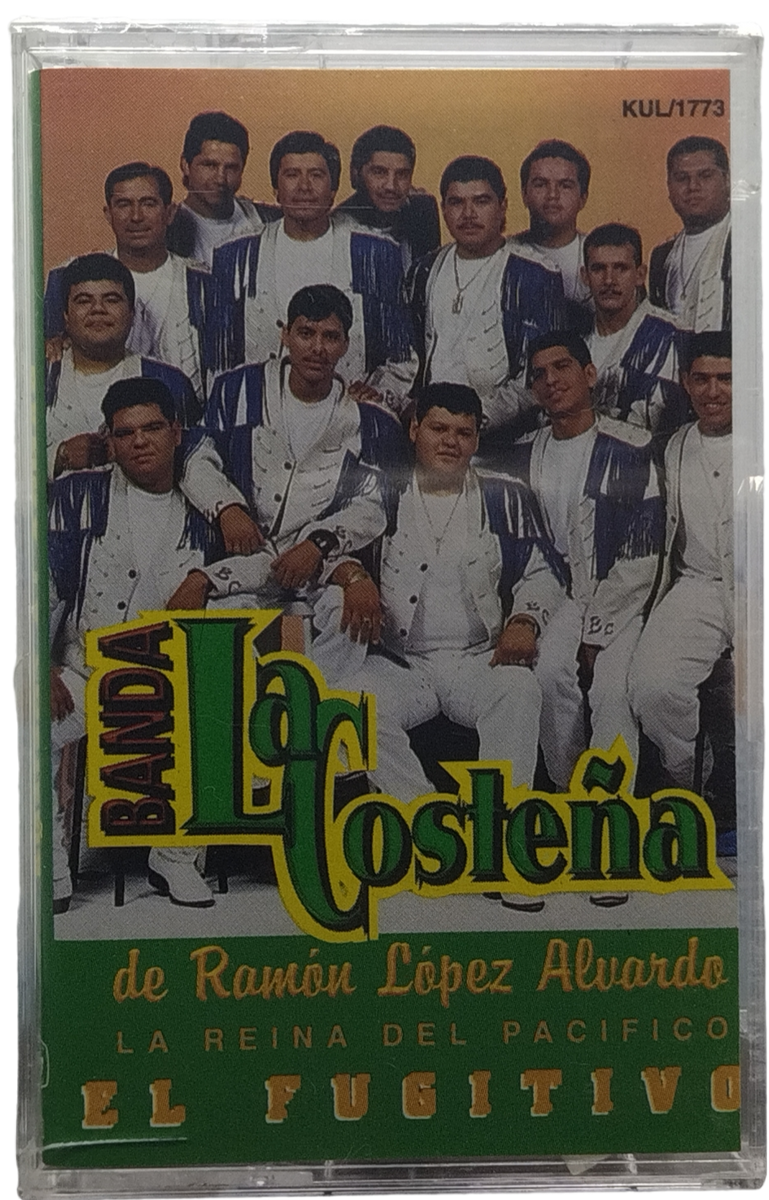 KUL/1773
BANDA
La Costeña
de Ramón López Alvardo
LA REINA DEL PACIFICO
EL FUGITIVO